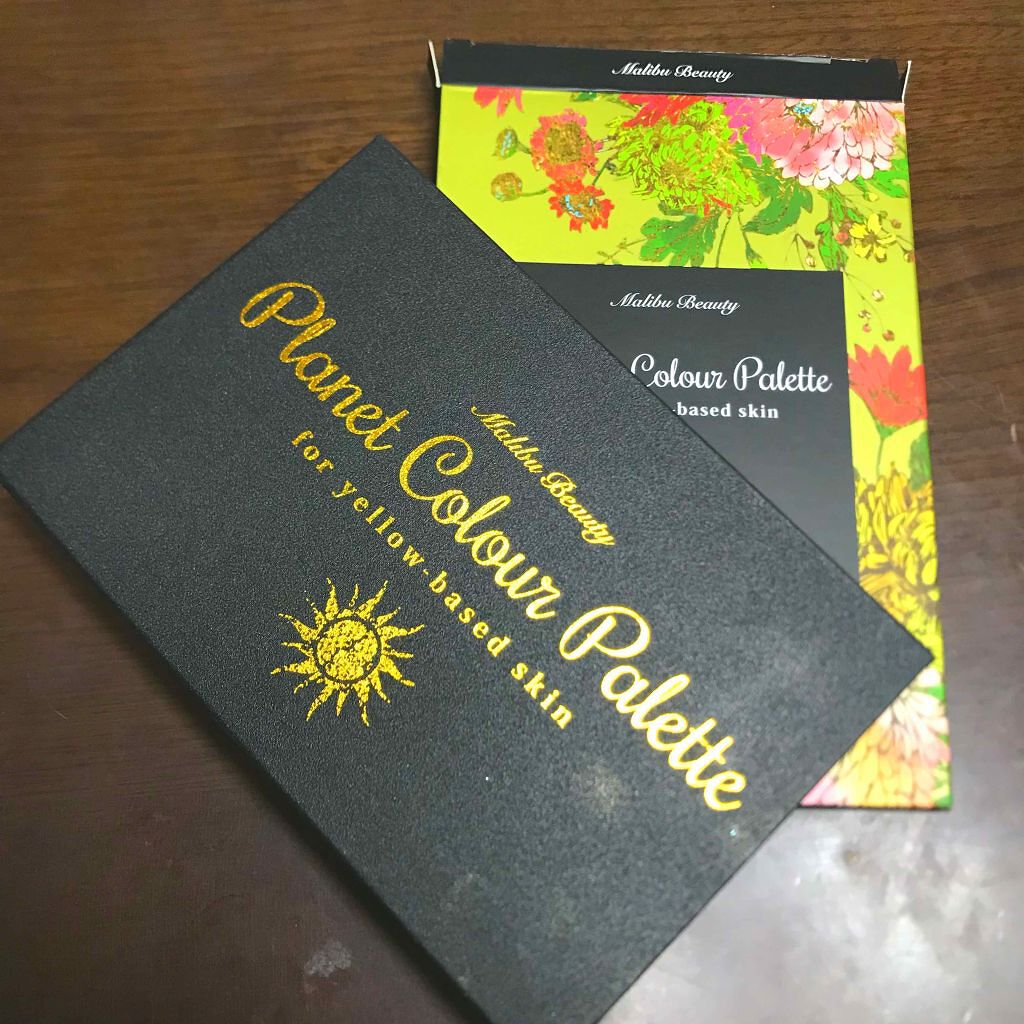 Malibu Beauty
Malibu Beauty
Colour Palette
-based skin
Malibu Beauty
Planet Colour Palette
for yellow-based skin